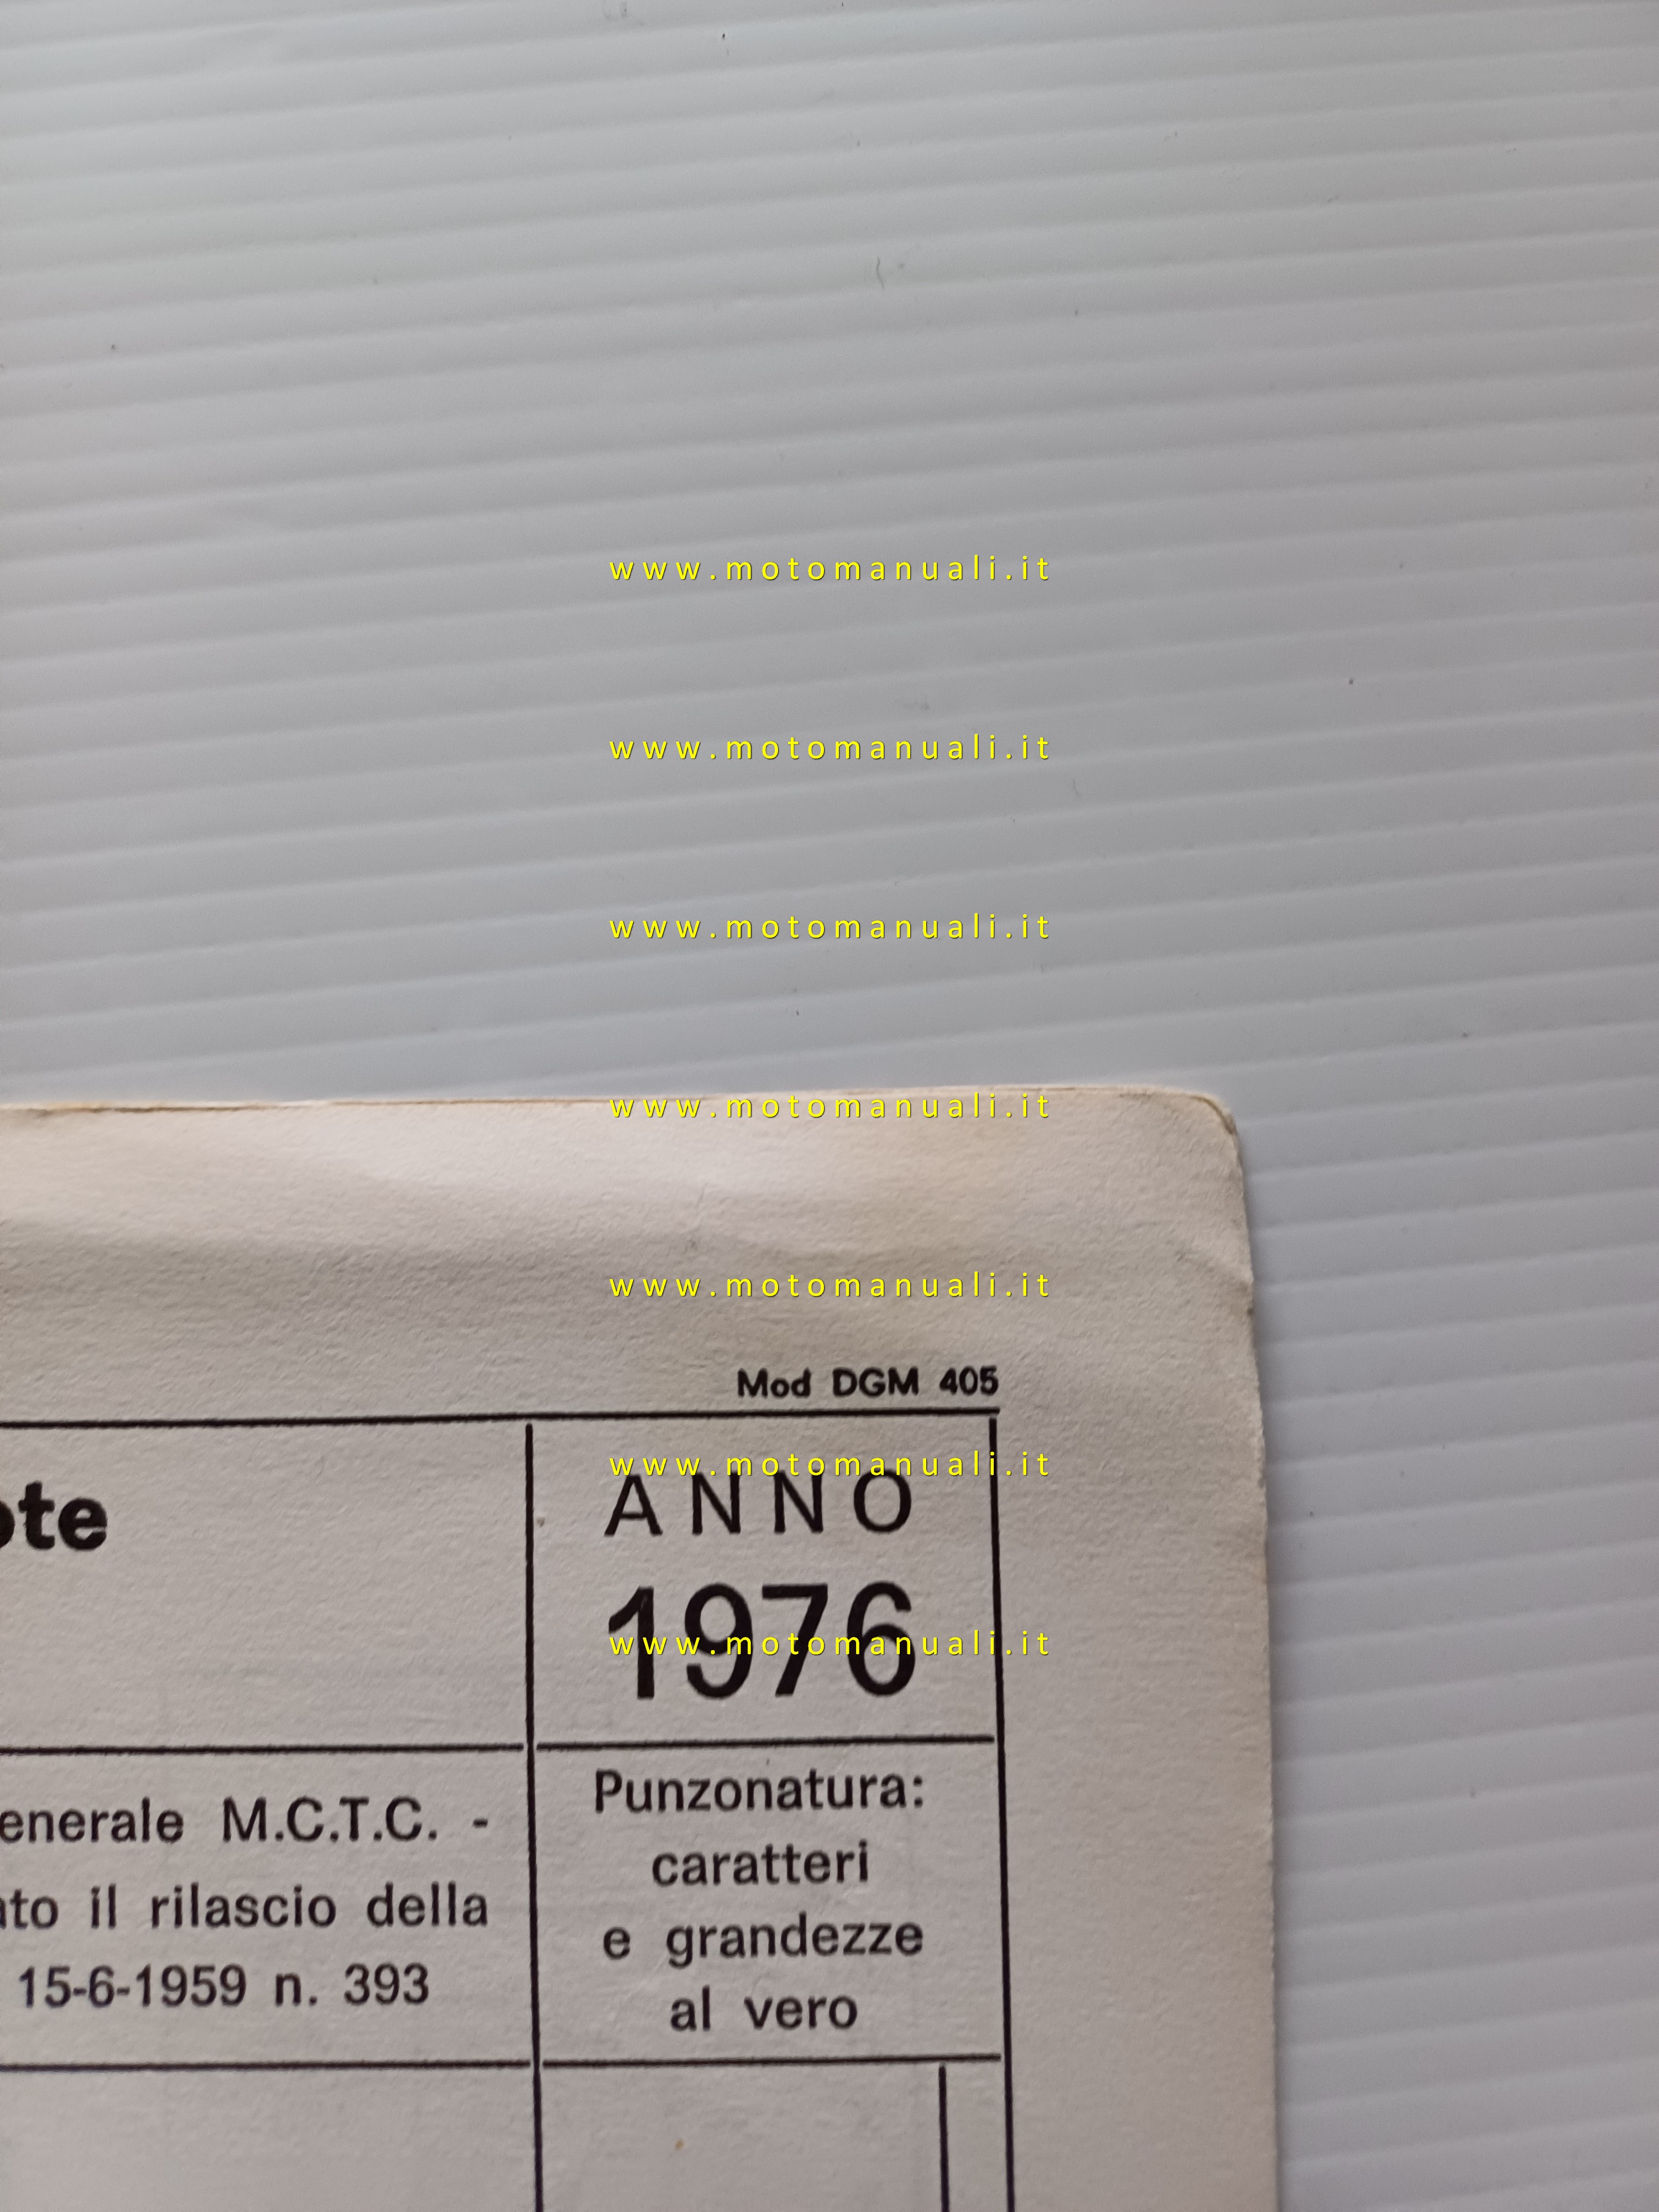 www.motomanuali.it
www.motomanuali.it
www.motomanuali.it
www.motomanuali.it
www.motomanuali.it
Mod DGM 405
www.motomanuali.it
ANNO
1976
www.motomanuali.it
Punzonatura:
caratteri
e grandezze
al vero
M.C.T.C. -
il rilascio della
15-6-1959 n. 393